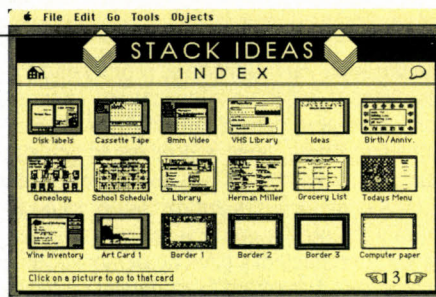 File Edit Go Tools Objects
STACK IDEAS
INDEX
Disk labels Cassette Tape 8mm Video VHS Library Ideas Birth/Anniv.
Geneology School Schedule Library Herman Miller Grocery List Todays Menu
Wine Inventory Art Card 1 Border 1 Border 2 Border 3 Computer paper
Click on a picture to go to that card
3